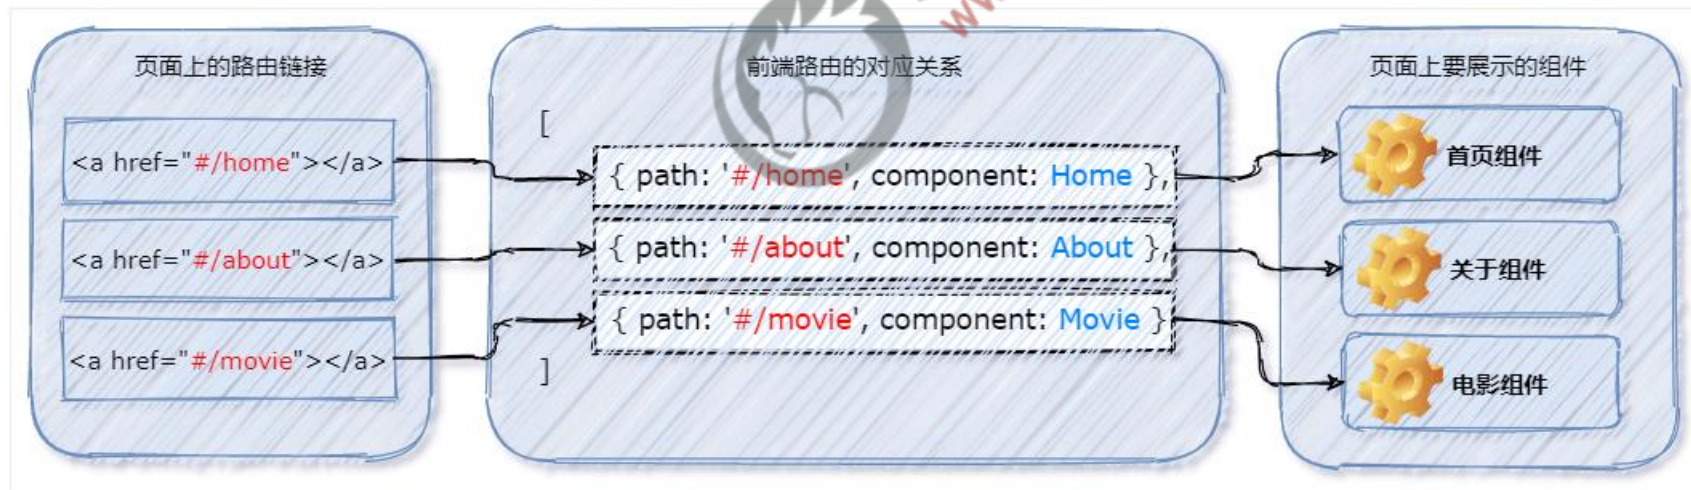 页面上的路由链接
<a href="#/home"></a>
<a href="#/about"></a>
<a href="#/movie"></a>
前端路由的对应关系
[
{ path: '#/home', component: Home },
{ path: '#/about', component: About },
{ path: '#/movie', component: Movie }
]
页面上要展示的组件
首页组件
关于组件
电影组件